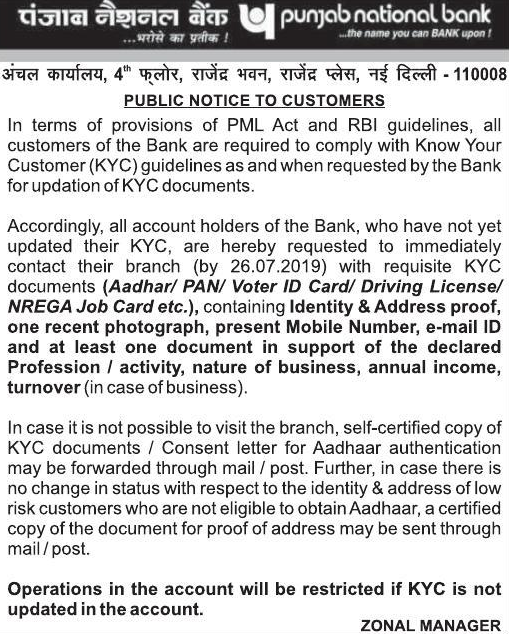 पंजाब नैशनल बैंक punjab national bank
...भरोसे का प्रतीक ! ...the name you can BANK upon !
अंचल कार्यालय, 4th फ्लोर, राजेंद्र भवन, राजेंद्र प्लेस, नई दिल्ली - 110008
PUBLIC NOTICE TO CUSTOMERS
In terms of provisions of PML Act and RBI guidelines, all
customers of the Bank are required to comply with Know Your
Customer (KYC) guidelines as and when requested by the Bank
for updation of KYC documents.
Accordingly, all account holders of the Bank, who have not yet
updated their KYC, are hereby requested to immediately
contact their branch (by 26.07.2019) with requisite KYC
documents (Aadhar/ PAN/ Voter ID Card/ Driving License/
NREGA Job Card etc.), containing Identity & Address proof,
one recent photograph, present Mobile Number, e-mail ID
and at least one document in support of the declared
Profession / activity, nature of business, annual income,
turnover (in case of business).
In case it is not possible to visit the branch, self-certified copy of
KYC documents / Consent letter for Aadhaar authentication
may be forwarded through mail / post. Further, in case there is
no change in status with respect to the identity & address of low
risk customers who are not eligible to obtain Aadhaar, a certified
copy of the document for proof of address may be sent through
mail / post.
Operations in the account will be restricted if KYC is not
updated in the account.
ZONAL MANAGER